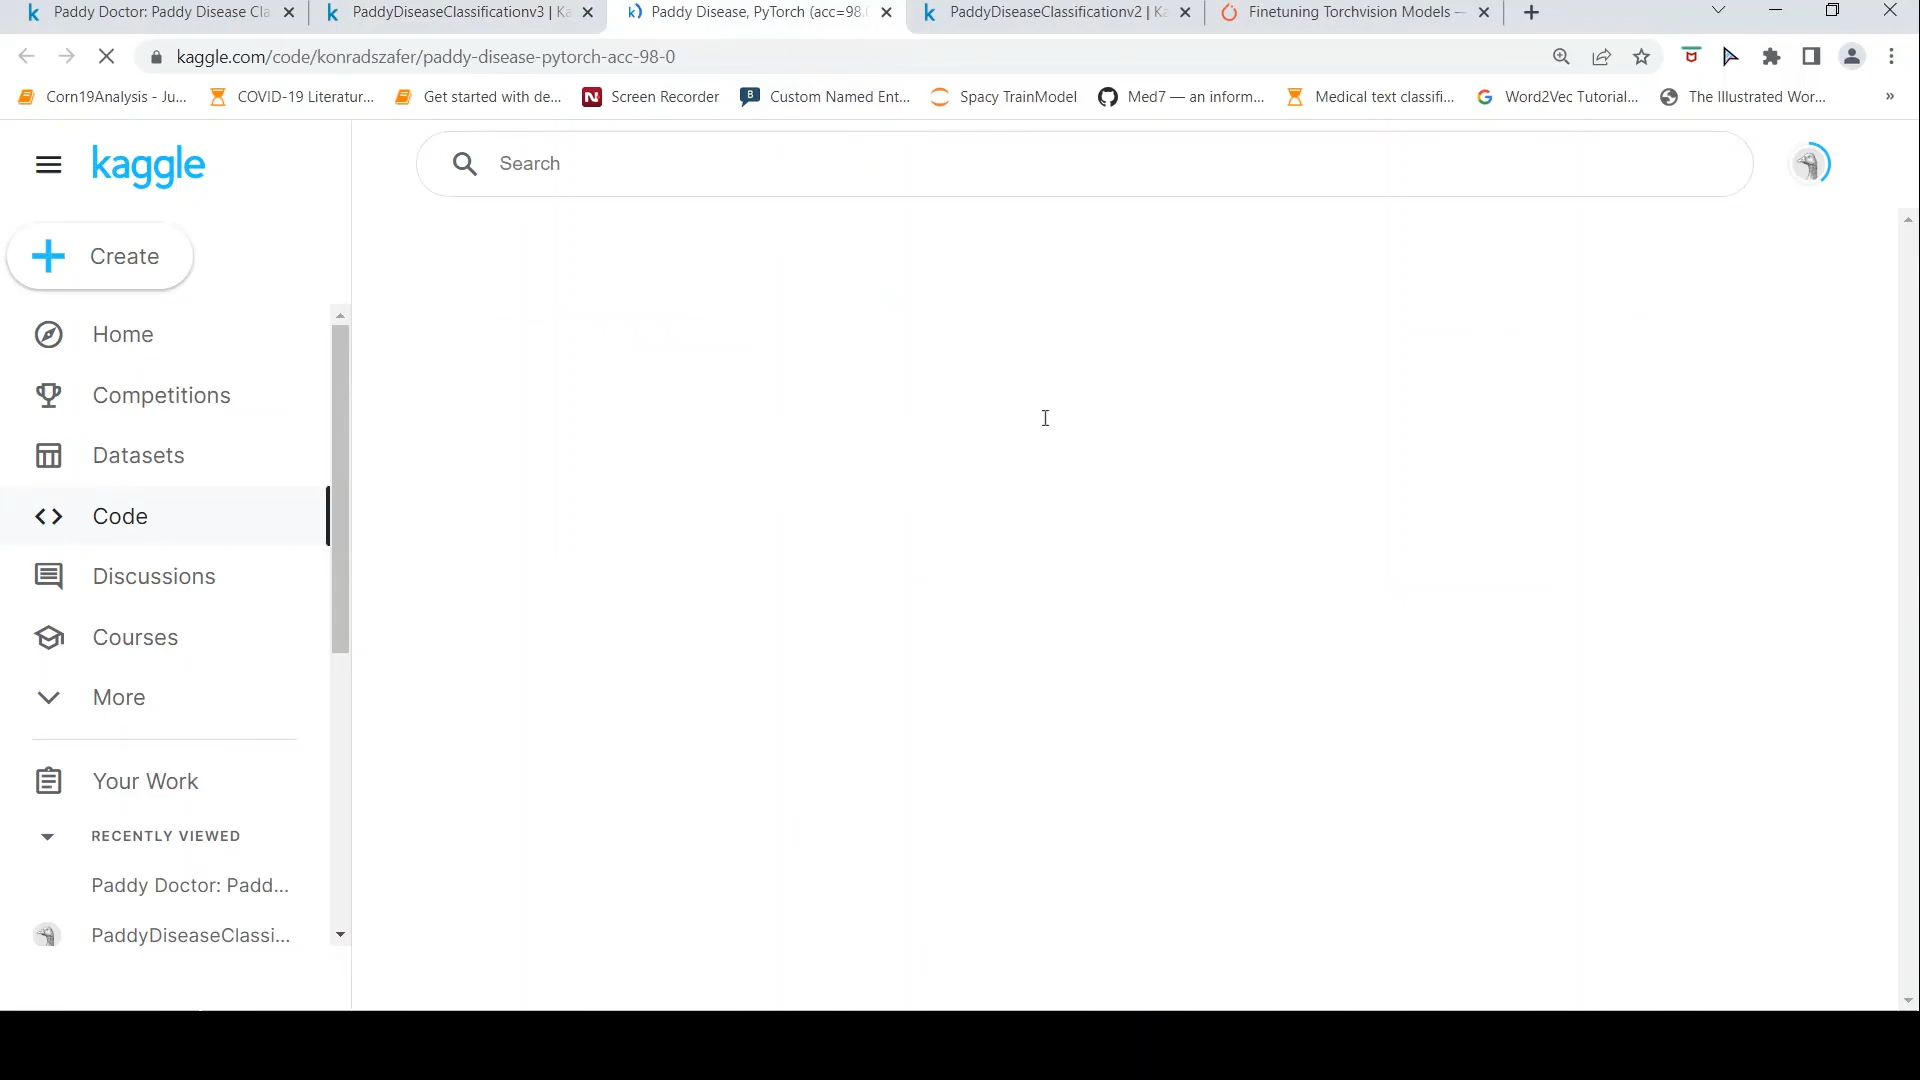 Paddy Doctor: Paddy Disease Cla
PaddyDiseaseClassificationv3 | Ka
Paddy Disease, PyTorch (acc=98.0
PaddyDiseaseClassificationv2 | Ka
Finetuning Torchvision Models —
kaggle.com/code/konradszafer/paddy-disease-pytorch-acc-98-0
Corn19Analysis - Ju...
COVID-19 Literatur...
Get started with de...
Screen Recorder
Custom Named Ent...
Spacy TrainModel
Med7 — an inform...
Medical text classifi...
Word2Vec Tutorial...
The Illustrated Wor...
»
kaggle
Search
Create
Home
Competitions
Datasets
Code
Discussions
Courses
More
Your Work
RECENTLY VIEWED
Paddy Doctor: Padd...
PaddyDiseaseClassi...